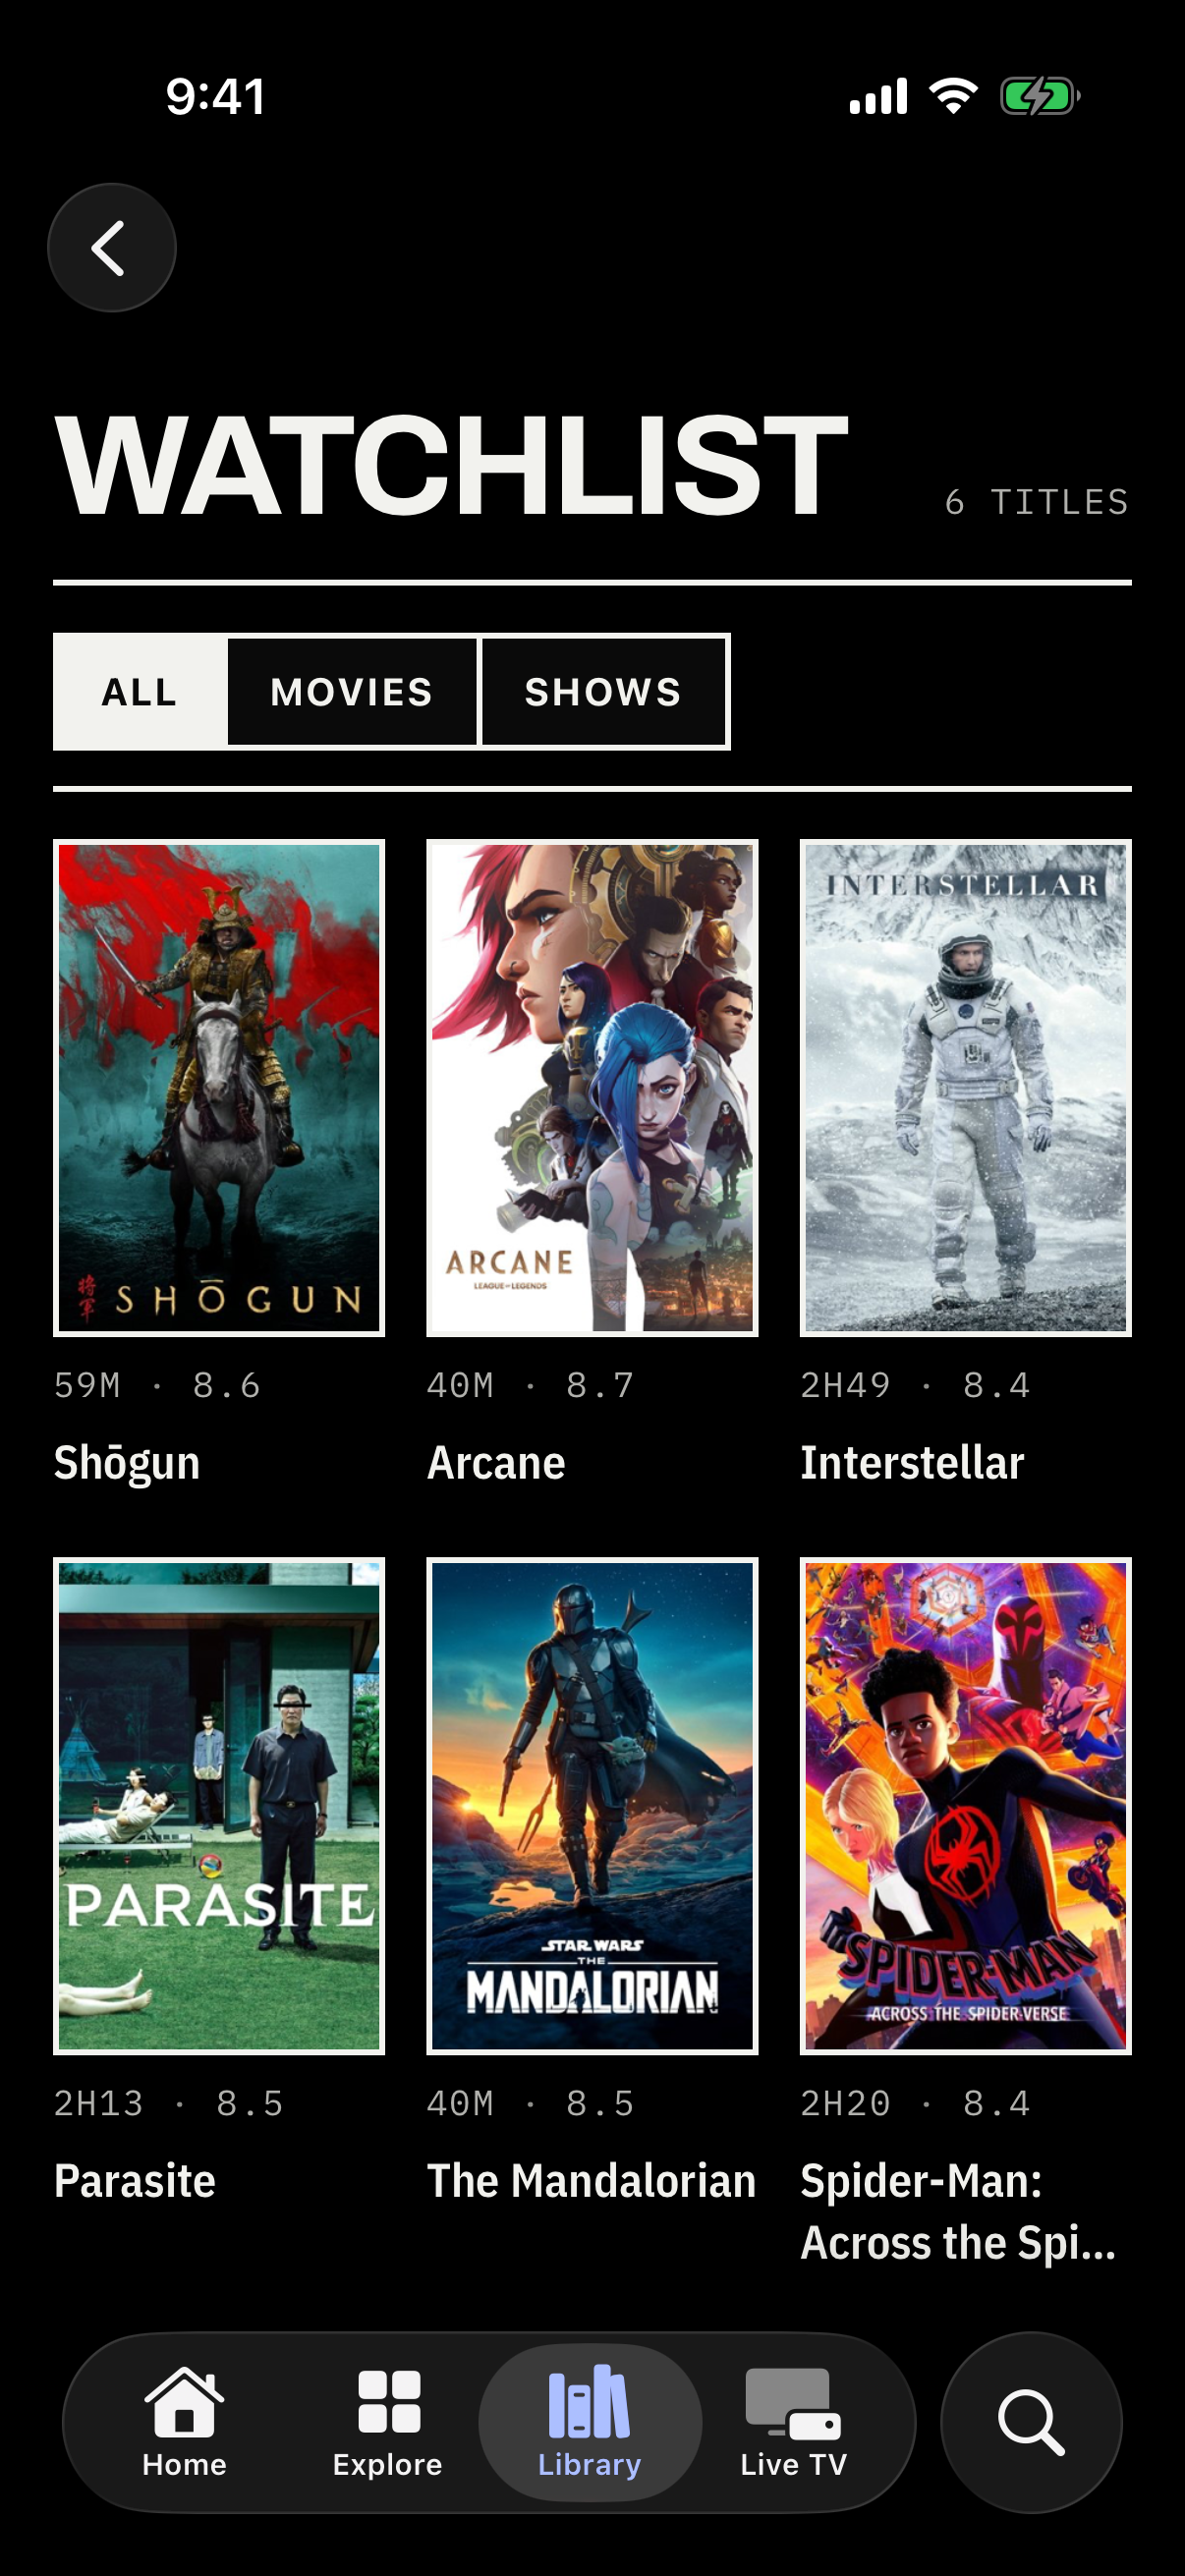 9:41
WATCHLIST
6 TITLES
ALL
MOVIES
SHOWS
将軍 SHŌGUN
ARCANE
LEAGUE OF LEGENDS
INTERSTELLAR
59M · 8.6
40M · 8.7
2H49 · 8.4
Shōgun
Arcane
Interstellar
PARASITE
STAR WARS
THE
MANDALORIAN
SPIDER-MAN
ACROSS THE SPIDER-VERSE
2H13 · 8.5
40M · 8.5
2H20 · 8.4
Parasite
The Mandalorian
Spider-Man:
Across the Spi...
Home
Explore
Library
Live TV